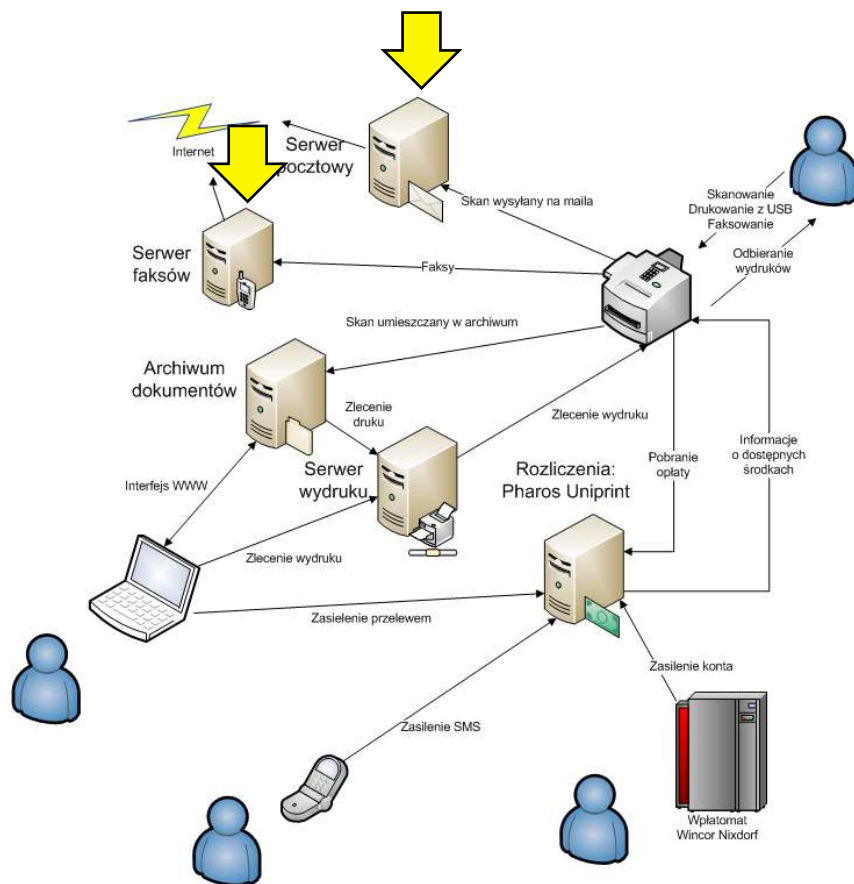 Internet
Serwer
pocztowy
Skan wysyłany na maila
Skanowanie
Drukowanie z USB
Faksowanie
Odbieranie
wydruków
Serwer
faksów
Faksy
Skan umieszczany w archiwum
Archiwum
dokumentów
Zlecenie
druku
Zlecenie wydruku
Serwer
wydruku
Rozliczenia:
Pharos Uniprint
Pobranie
opłaty
Informacje
o dostępnych
środkach
Interfejs WWW
Zlecenie wydruku
Zasielenie przelewem
Zasilenie konta
Zasilenie SMS
Wpłatomat
Wincor Nixdorf